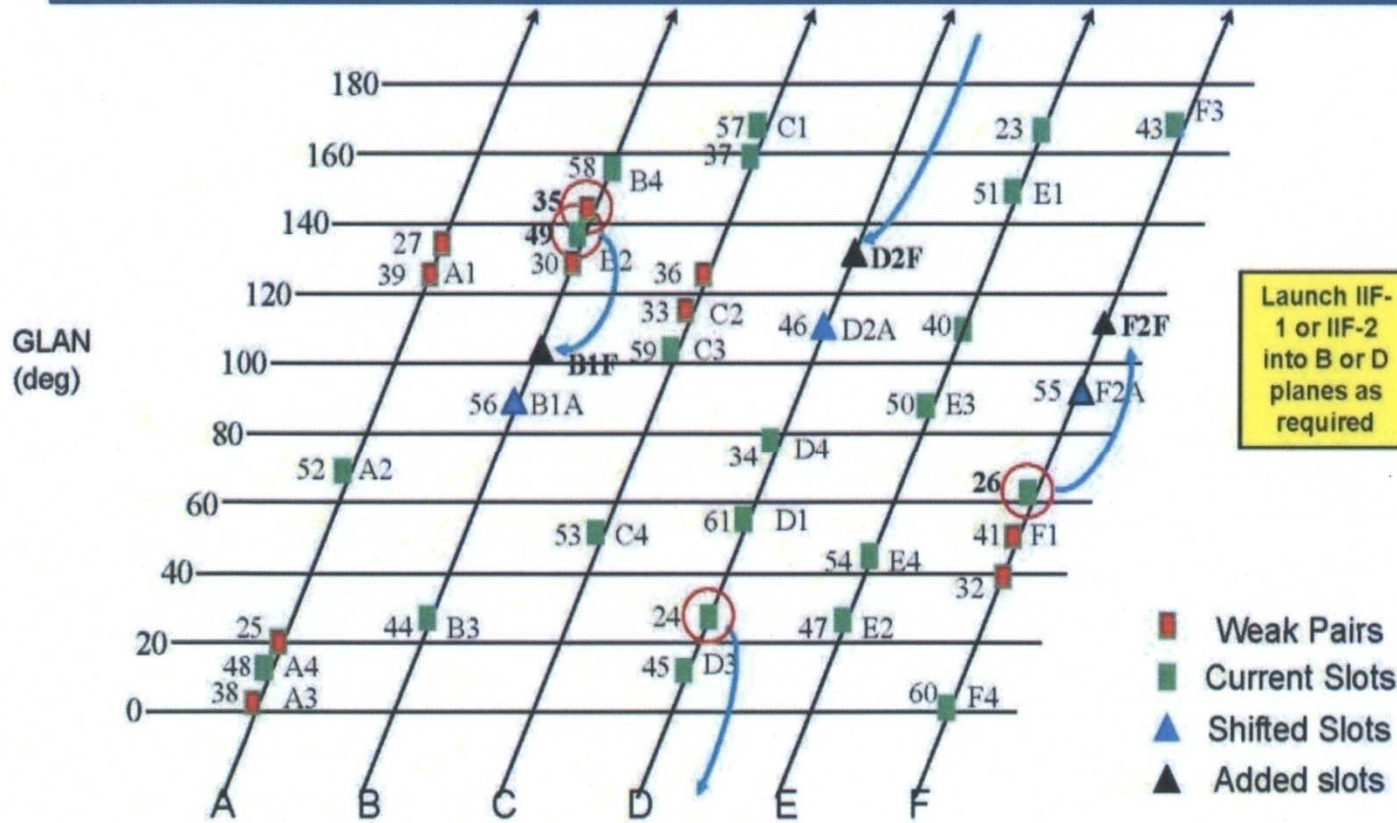 180
57 C1
23
43 F3
160
37
58
B4
51 E1
35
140
49
27
30 B2
D2F
39 A1
36
120
33 C2
46 D2A
40
F2F
Launch IIF-
1 or IIF-2
into B or D
planes as
required
GLAN
(deg)
100
59 C3
B1F
56 B1A
50 E3
55 F2A
80
34 D4
52 A2
26
60
61 D1
53 C4
41 F1
54 E4
40
32
24
25
44 B3
47 E2
20
Weak Pairs
48 A4
45 D3
Current Slots
38 A3
60 F4
0
Shifted Slots
Added slots
A B C D E F